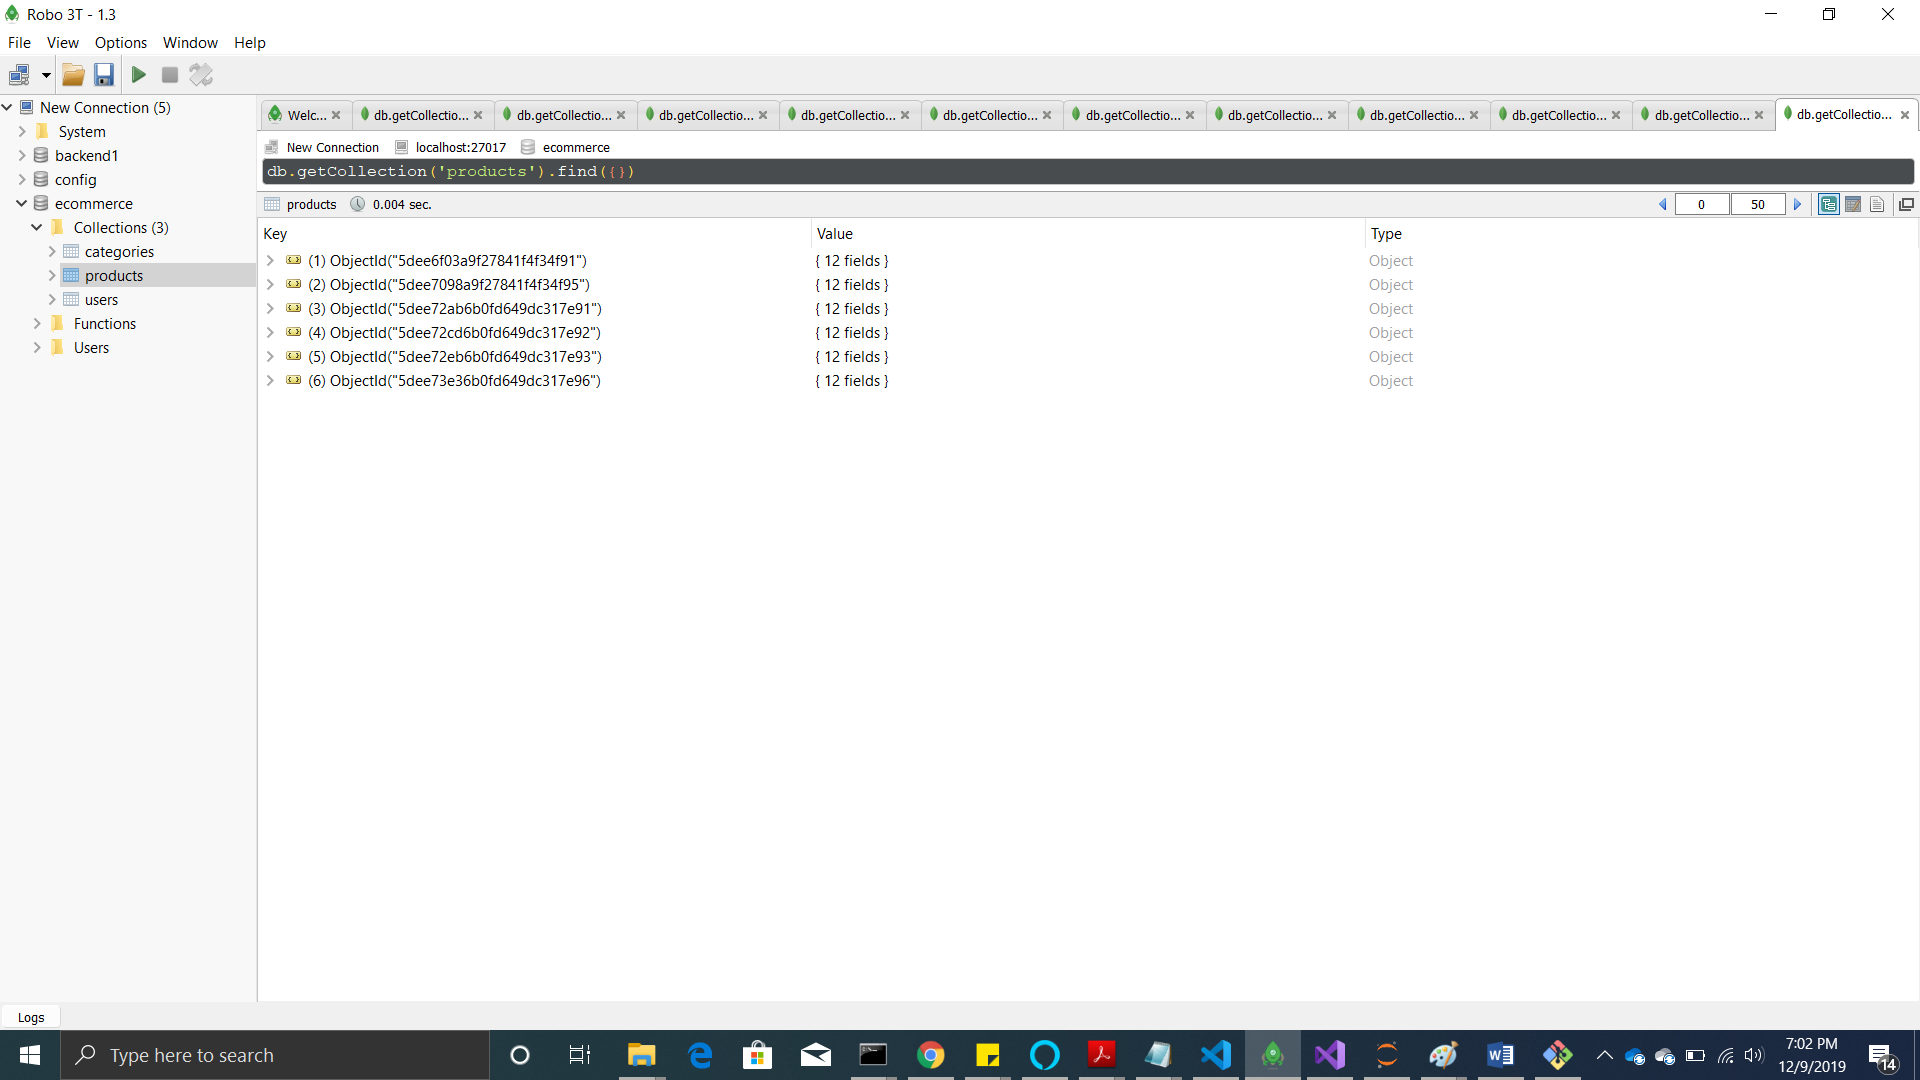 Robo 3T - 1.3
File View Options Window Help
New Connection (5)
System
backend1
config
ecommerce
Collections (3)
categories
products
users
Functions
Users
Welc... db.getCollectio... db.getCollectio... db.getCollectio... db.getCollectio... db.getCollectio... db.getCollectio... db.getCollectio... db.getCollectio... db.getCollectio... db.getCollectio... db.getCollectio...
New Connection localhost:27017 ecommerce
db.getCollection('products').find({})
products 0.004 sec. 0 50
Key Value Type
(1) ObjectId("5dee6f03a9f27841f4f34f91") { 12 fields } Object
(2) ObjectId("5dee7098a9f27841f4f34f95") { 12 fields } Object
(3) ObjectId("5dee72ab6b0fd649dc317e91") { 12 fields } Object
(4) ObjectId("5dee72cd6b0fd649dc317e92") { 12 fields } Object
(5) ObjectId("5dee72eb6b0fd649dc317e93") { 12 fields } Object
(6) ObjectId("5dee73e36b0fd649dc317e96") { 12 fields } Object
Logs
Type here to search
7:02 PM
12/9/2019
14